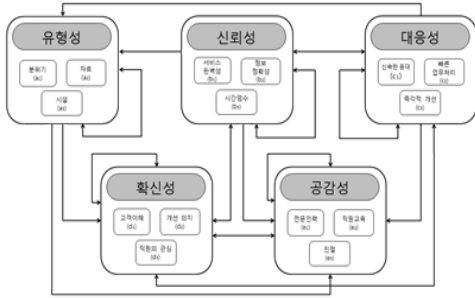 유형성
분위기
(a₁)
자료
(a₂)
시설
(a₃)
신뢰성
서비스
완벽성
(b₁)
정보
정확성
(b₂)
시간엄수
(b₃)
대응성
신속한 응대
(c₁)
빠른
업무처리
(c₂)
즉각적 개선
(c₃)
확신성
고객이해
(d₁)
개선 의지
(d₂)
직원의 관심
(d₃)
공감성
전문인력
(e₁)
직원교육
(e₂)
친절
(e₃)